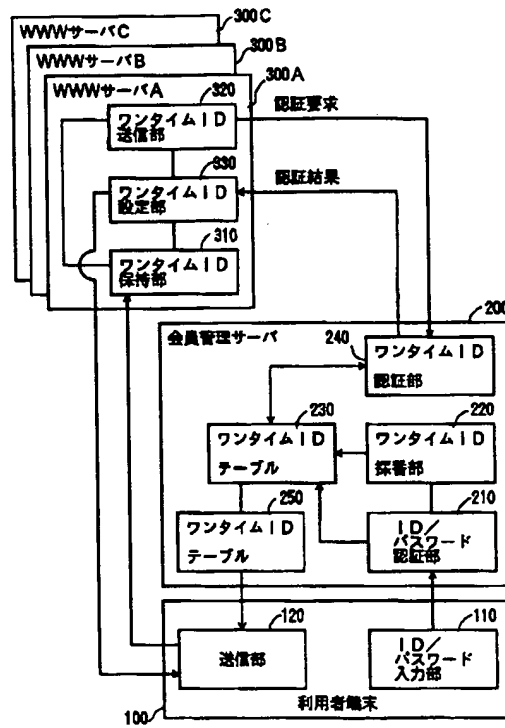 300C
WWWサーバC
300B
WWWサーバB
300A
WWWサーバA
320
ワンタイムID
送信部
認証要求
330
ワンタイムID
設定部
認証結果
310
ワンタイムID
保持部
200
会員管理サーバ
240
ワンタイムID
認証部
230
ワンタイムID
テーブル
220
ワンタイムID
採番部
250
ワンタイムID
テーブル
210
ID/
パスワード
認証部
120
送信部
110
ID/
パスワード
入力部
100
利用者端末